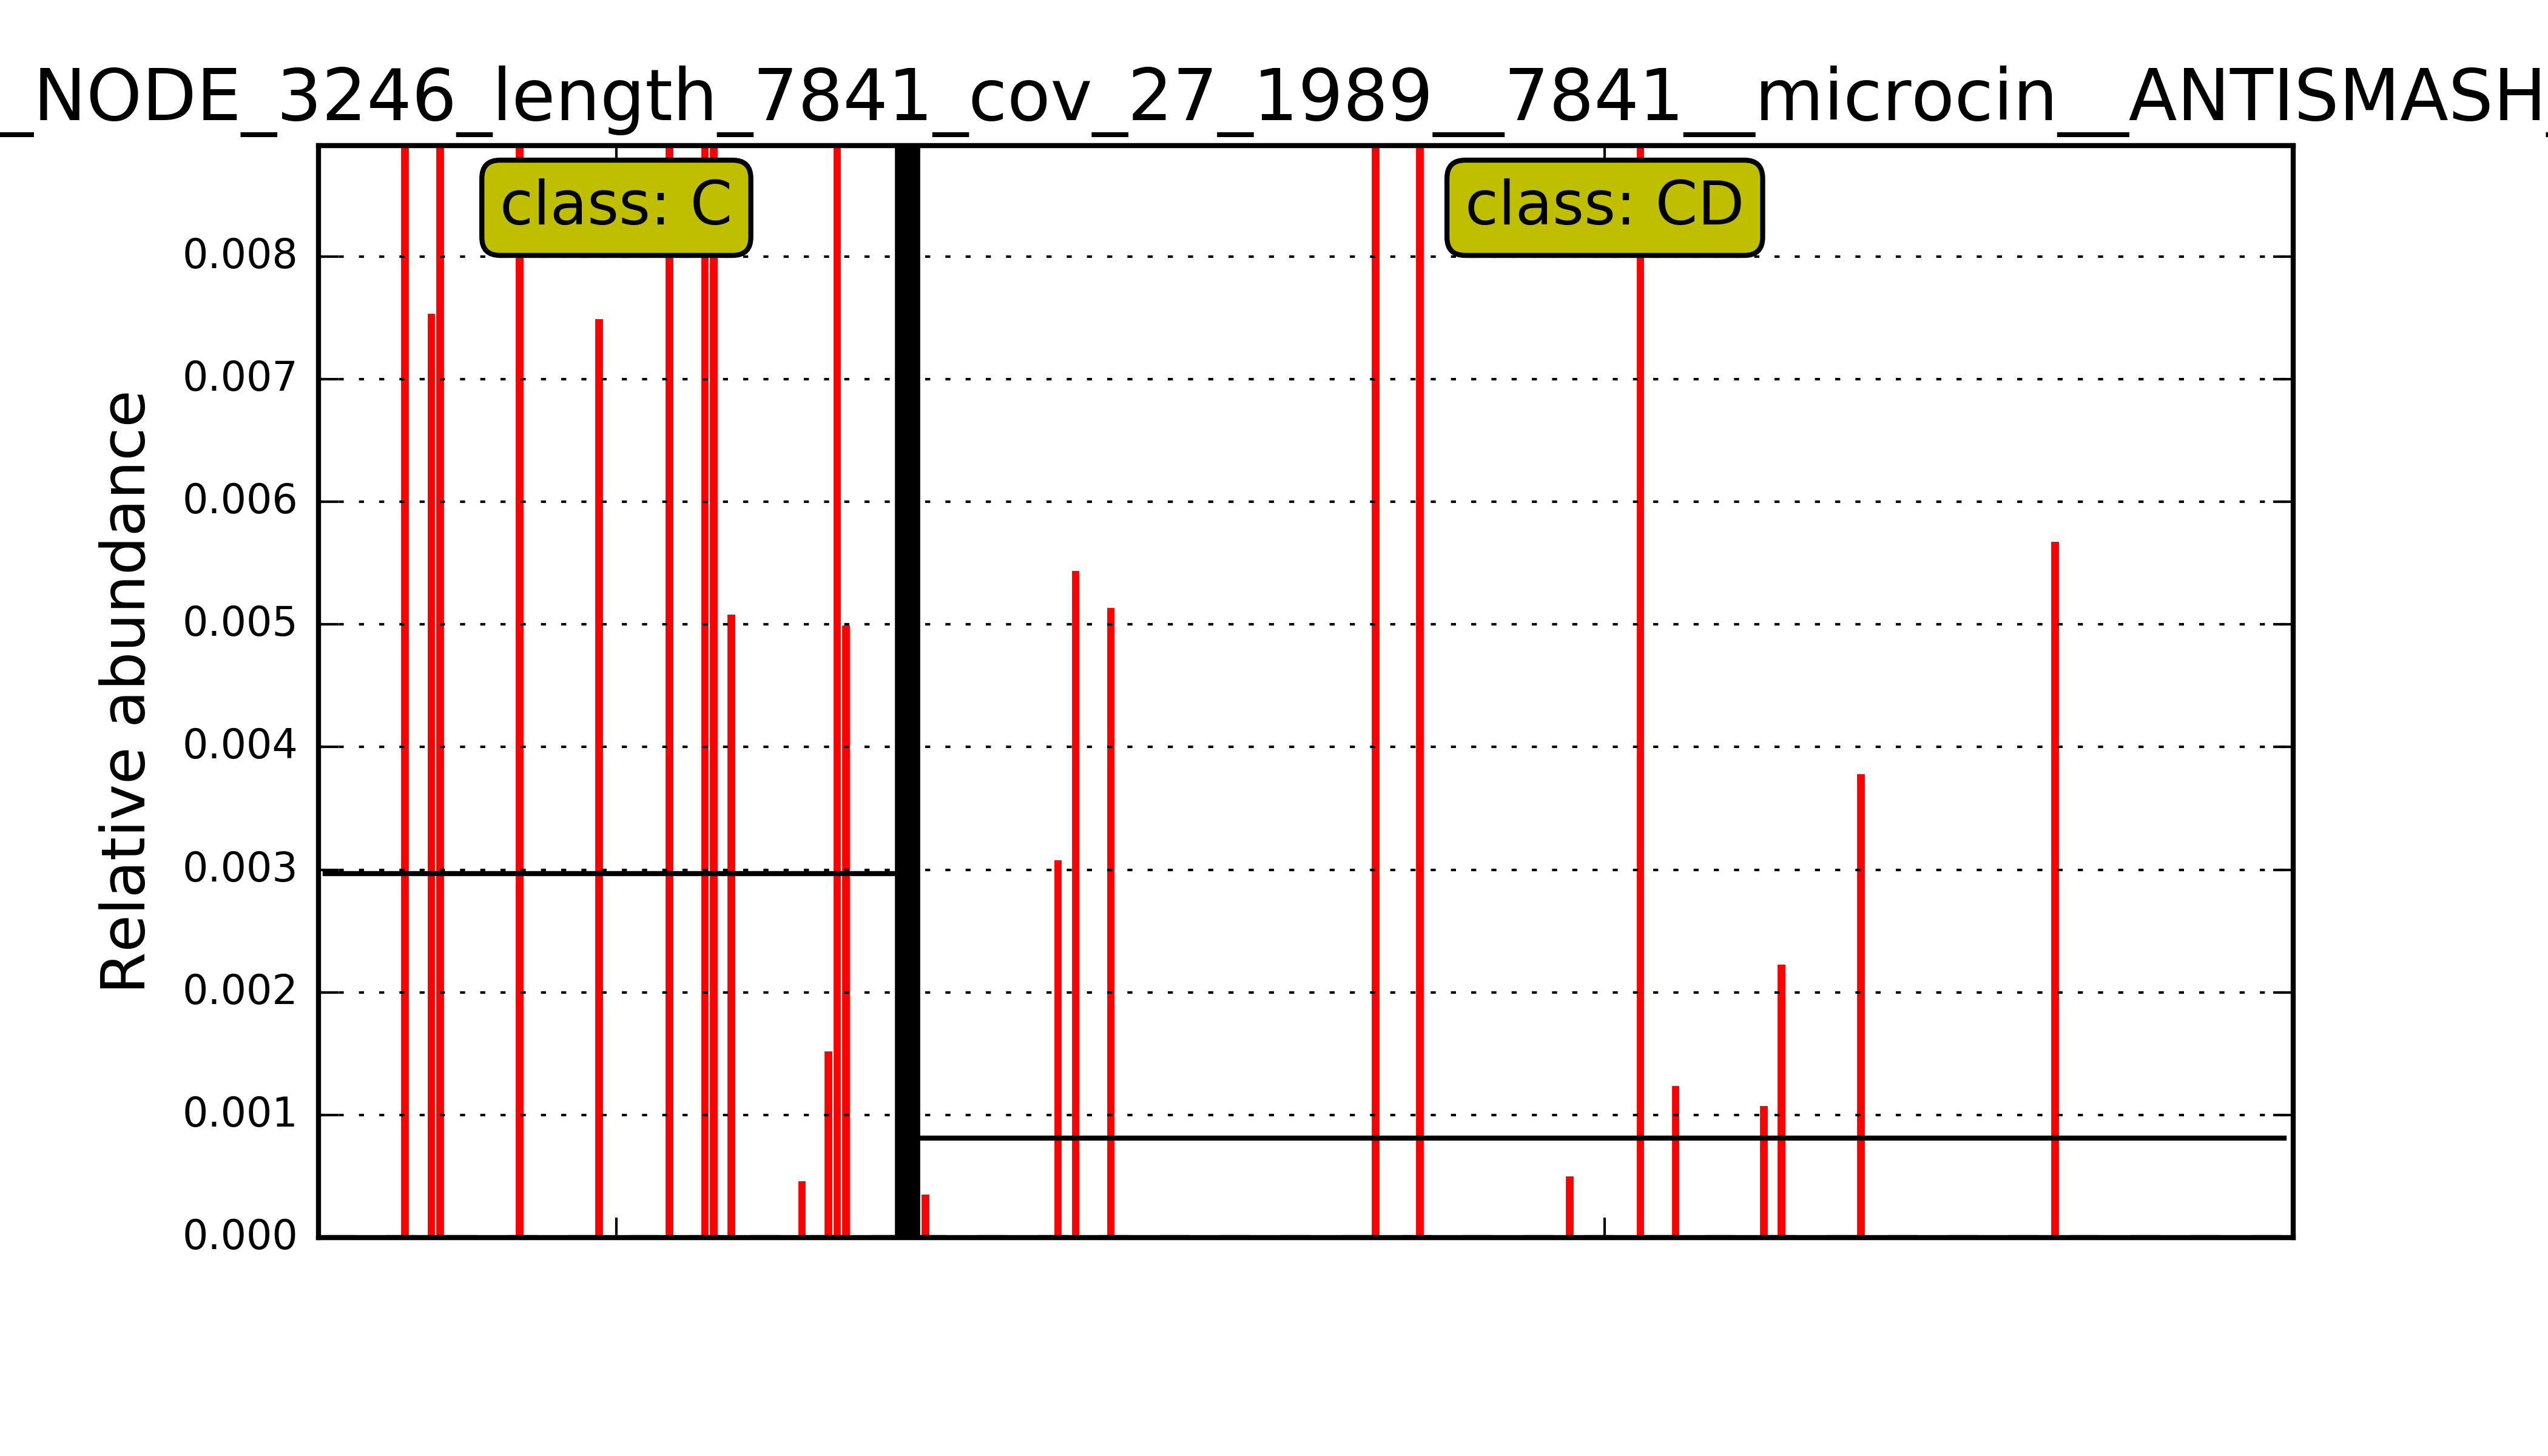 _NODE_3246_length_7841_cov_27_1989__7841__microcin__ANTISMASH_
class: C
class: CD
0.008
0.007
0.006
0.005
0.004
0.003
0.002
0.001
0.000
Relative abundance